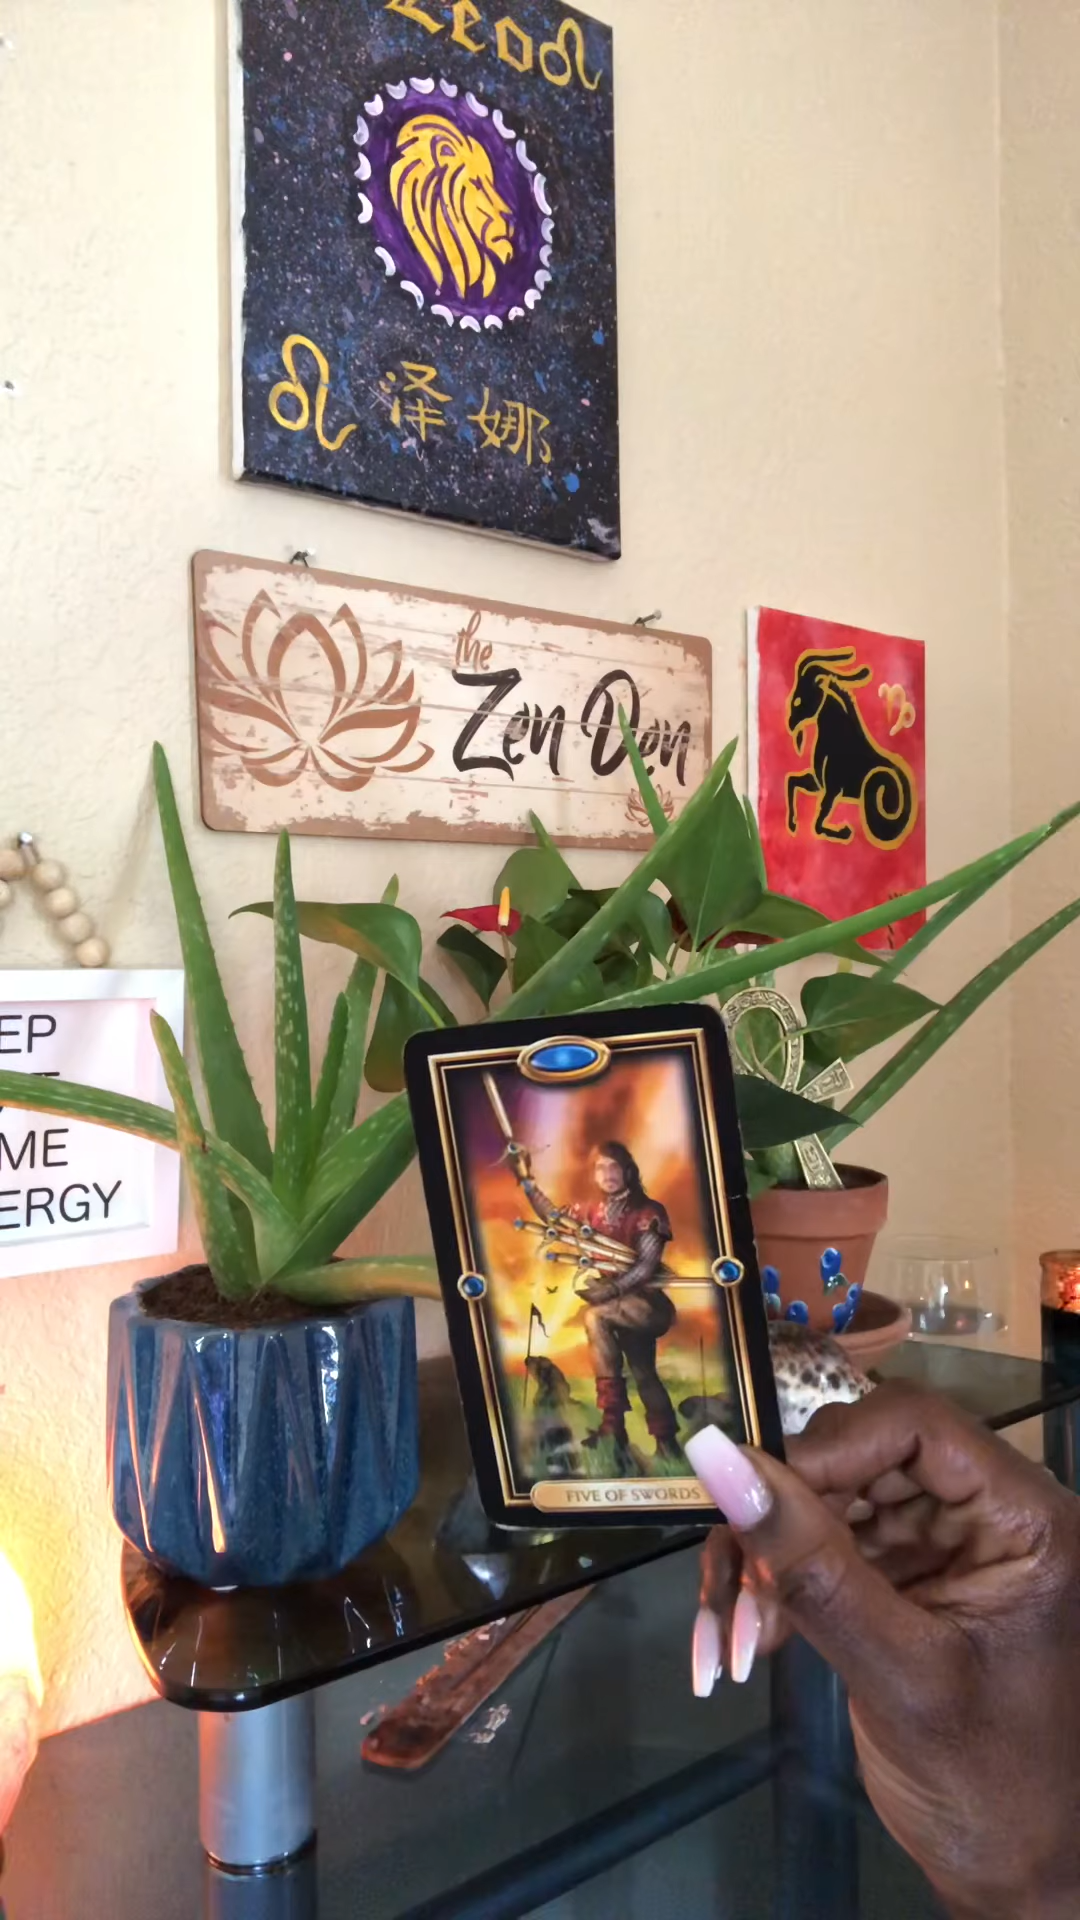 Leo♌
♌ 泽娜
the
Zen Den
♑
EP
ME
ERGY
FIVE OF SWORDS